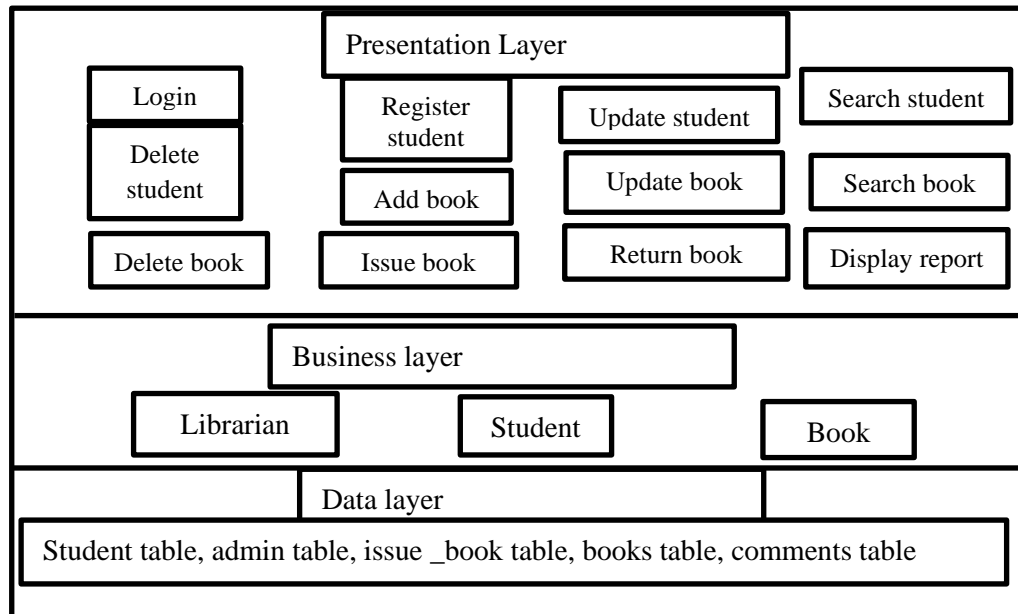 Presentation Layer
Login
Register
student
Update student
Search student
Delete
student
Add book
Update book
Search book
Delete book
Issue book
Return book
Display report
Business layer
Librarian
Student
Book
Data layer
Student table, admin table, issue _book table, books table, comments table